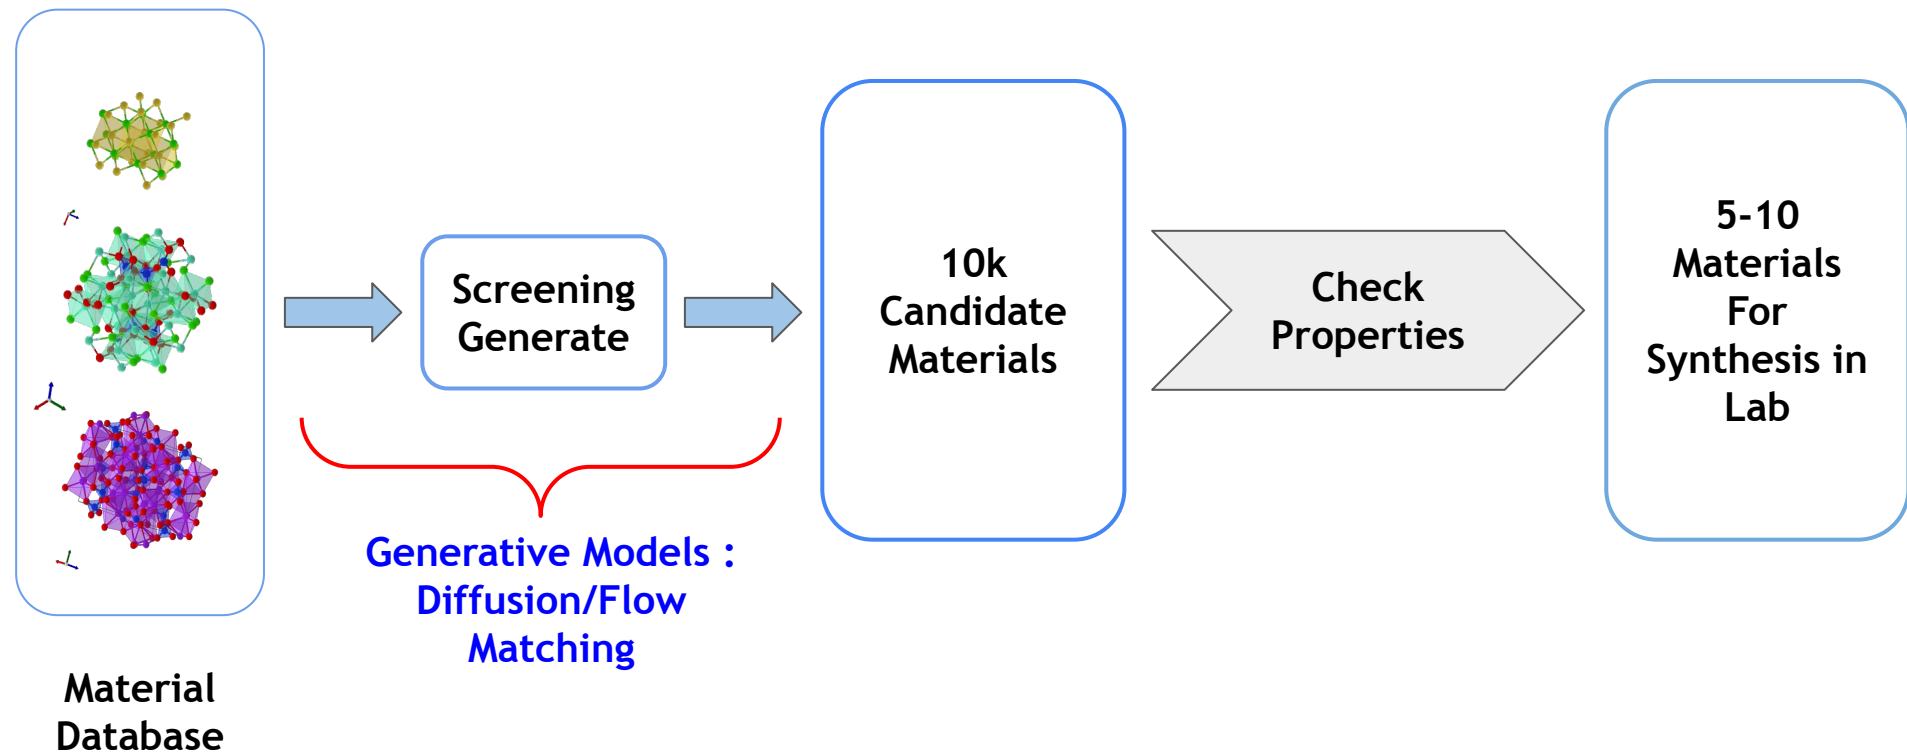 Material
Database
Screening
Generate
Generative Models :
Diffusion/Flow
Matching
10k
Candidate
Materials
Check
Properties
5-10
Materials
For
Synthesis in
Lab